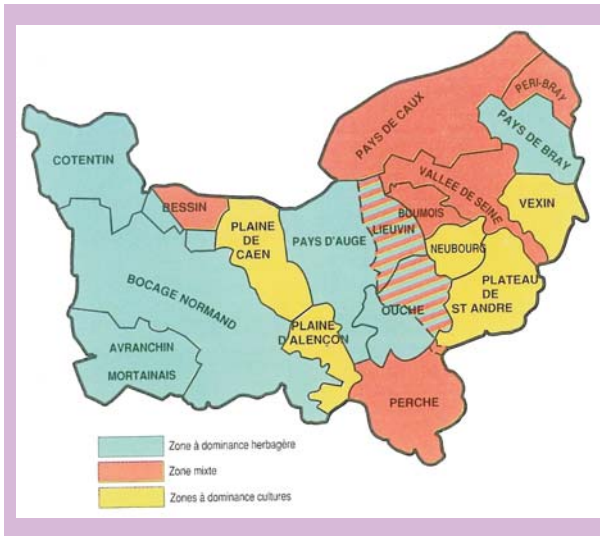 PERI-BRAY
PAYS DE CAUX
PAYS DE BRAY
COTENTIN
VALLEE DE SEINE
BESSIN
VEXIN
ROUMOIS
LIEUVIN
PLAINE
DE
CAEN
PAYS D'AUGE
NEUBOURG
BOCAGE NORMAND
PLATEAU
DE
ST ANDRE
OUCHE
PLAINE
D'ALENÇON
AVRANCHIN
MORTAINAIS
PERCHE
Zone à dominance herbagère
Zone mixte
Zones à dominance cultures